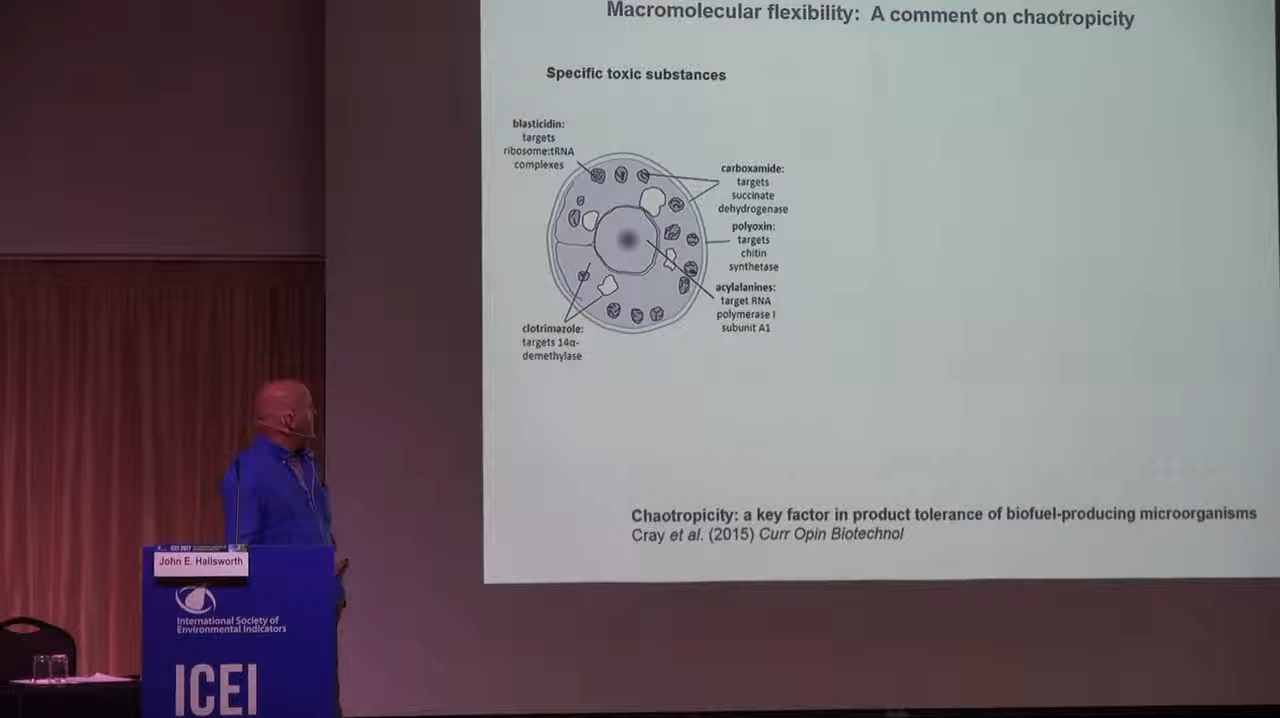 Macromolecular flexibility: A comment on chaotropicity
Specific toxic substances
blasticidin:
targets
ribosome:tRNA
complexes
carboxamide:
targets
succinate
dehydrogenase
polyoxin:
targets
chitin
synthetase
acylalanines:
target RNA
polymerase I
subunit A1
clotrimazole:
targets 14α-
demethylase
Chaotropicity: a key factor in product tolerance of biofuel-producing microorganisms
Cray et al. (2015) Curr Opin Biotechnol
ICEI 2017
John E. Hallsworth
International Society of
Environmental Indicators
ICEI